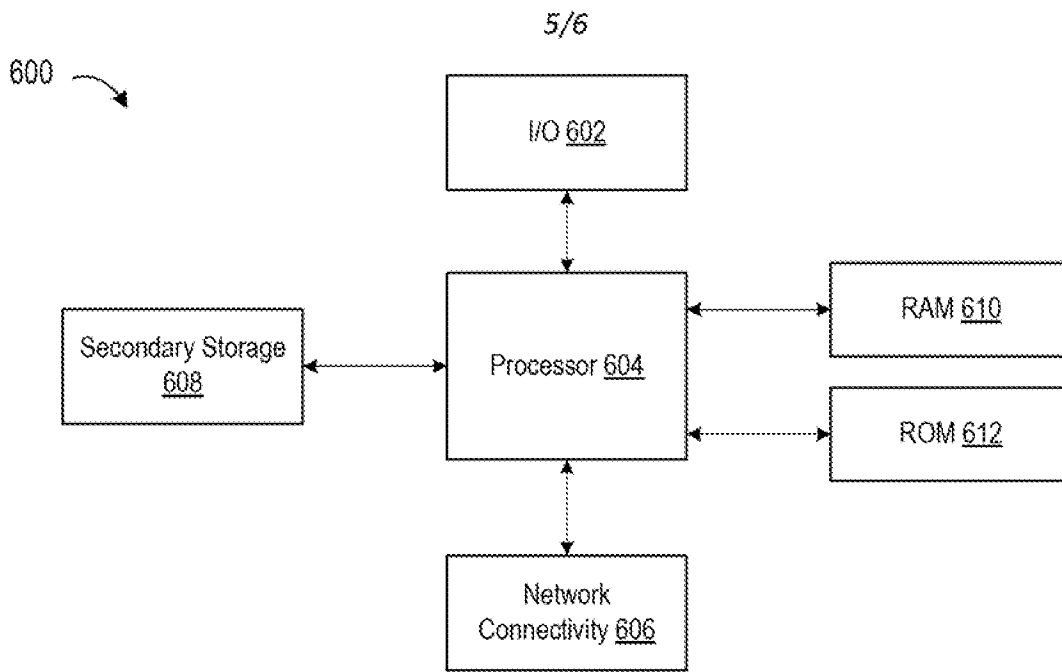 5/6
600
I/O 602
Secondary Storage
608
Processor 604
RAM 610
ROM 612
Network
Connectivity 606